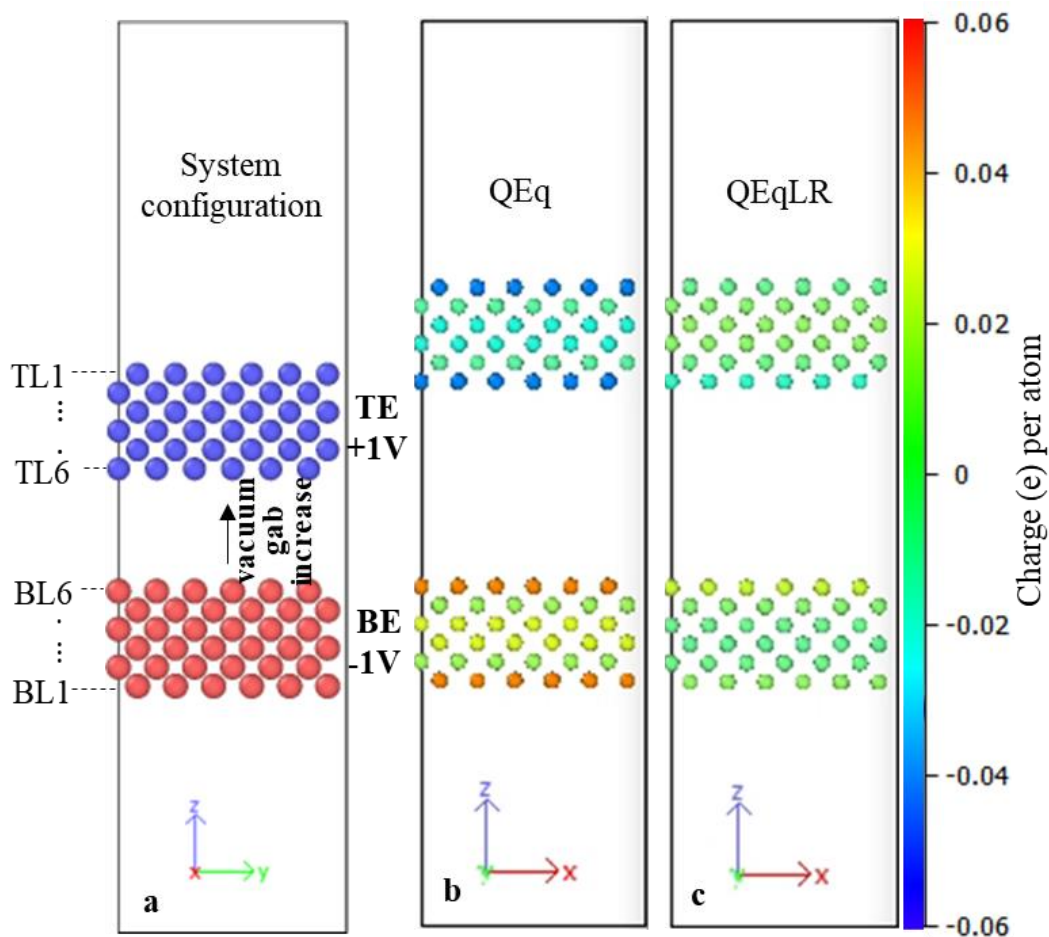 System
configuration
TL1
TL6
TE
+1V
vacuum
gab
increase
BL6
BL1
BE
-1V
z
x
y
a
QEq
z
y
x
b
QEqLR
z
y
x
c
0.06
0.04
0.02
0
-0.02
-0.04
-0.06
Charge (e) per atom